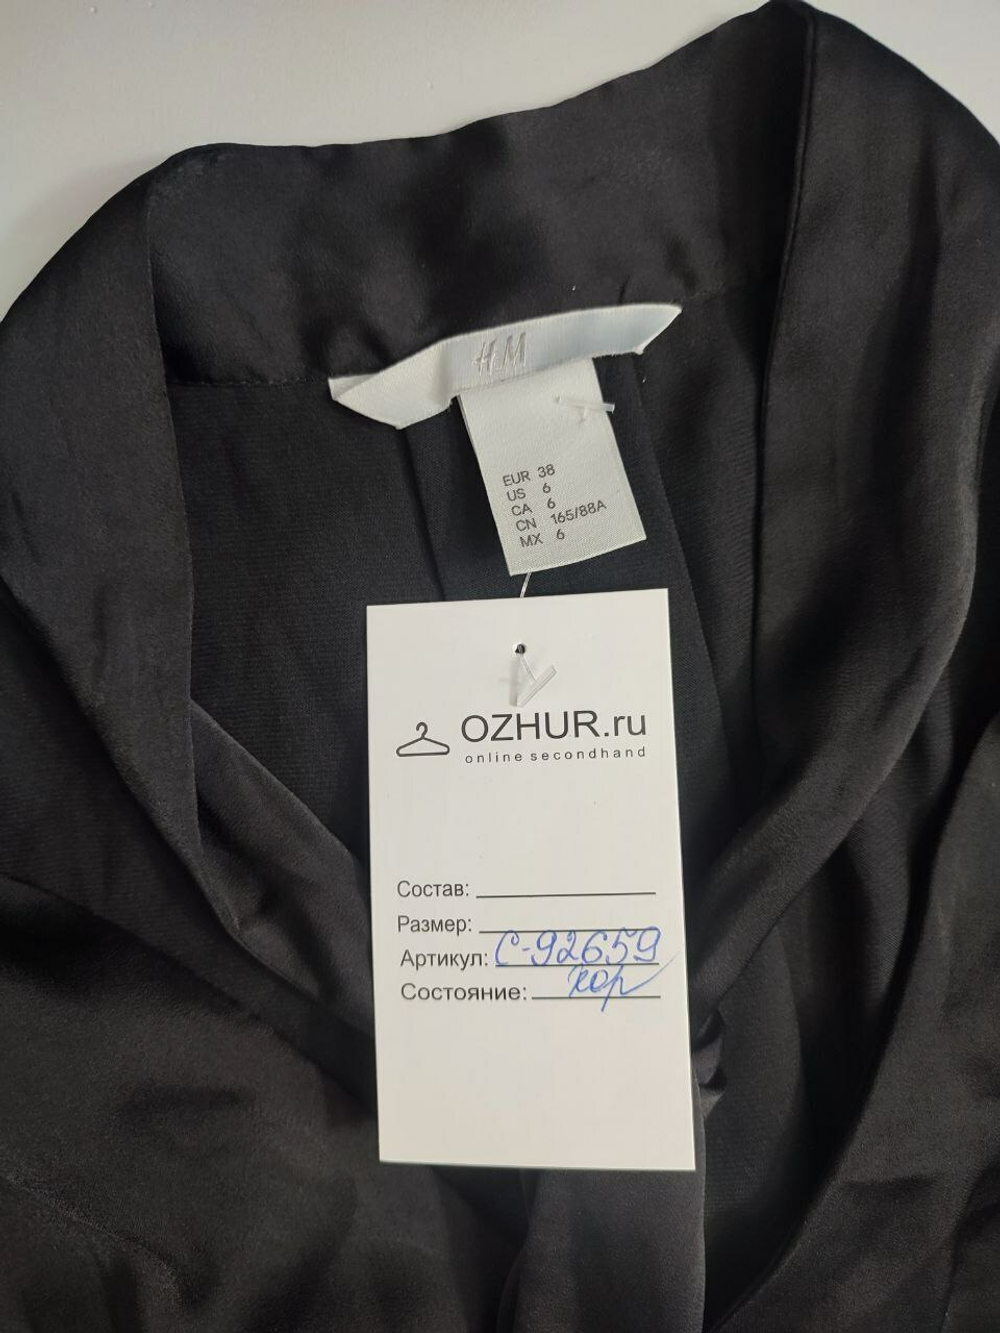 H&M
EUR 38
US 6
CA 6
CN 165/88A
MX 6
OZHUR.ru
online secondhand
Состав:
Размер:
Артикул: С-92659
Состояние: хор